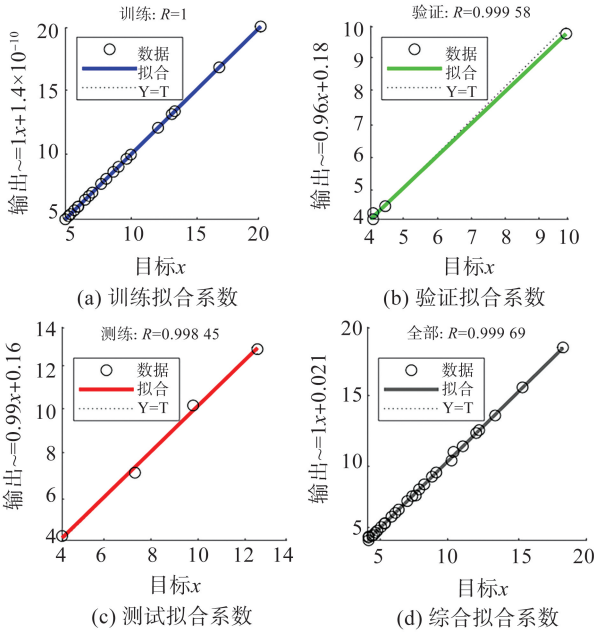 训练: R=1
输出~=1x+1.4×10⁻¹⁰
20
15
10
5
数据
拟合
Y=T
5
10
15
20
目标x
(a) 训练拟合系数
验证: R=0.999 58
输出~=0.96x+0.18
10
9
8
7
6
5
4
数据
拟合
Y=T
4
5
6
7
8
9
10
目标x
(b) 验证拟合系数
测练: R=0.998 45
输出~=0.99x+0.16
14
12
10
8
6
4
数据
拟合
Y=T
4
6
8
10
12
14
目标x
(c) 测试拟合系数
全部: R=0.999 69
输出~=1x+0.021
20
15
10
5
数据
拟合
Y=T
5
10
15
20
目标x
(d) 综合拟合系数